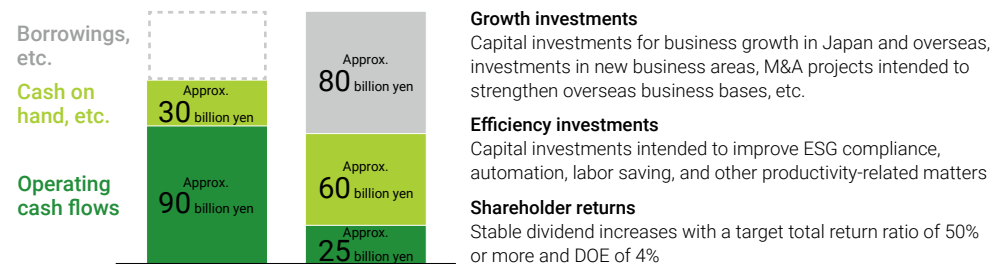 Borrowings,
etc.
Cash on
hand, etc.
Operating
cash flows
Approx.
30 billion yen
Approx.
90 billion yen
Approx.
80 billion yen
Approx.
60 billion yen
Approx.
25 billion yen
Growth investments
Capital investments for business growth in Japan and overseas,
investments in new business areas, M&A projects intended to
strengthen overseas business bases, etc.
Efficiency investments
Capital investments intended to improve ESG compliance,
automation, labor saving, and other productivity-related matters
Shareholder returns
Stable dividend increases with a target total return ratio of 50%
or more and DOE of 4%